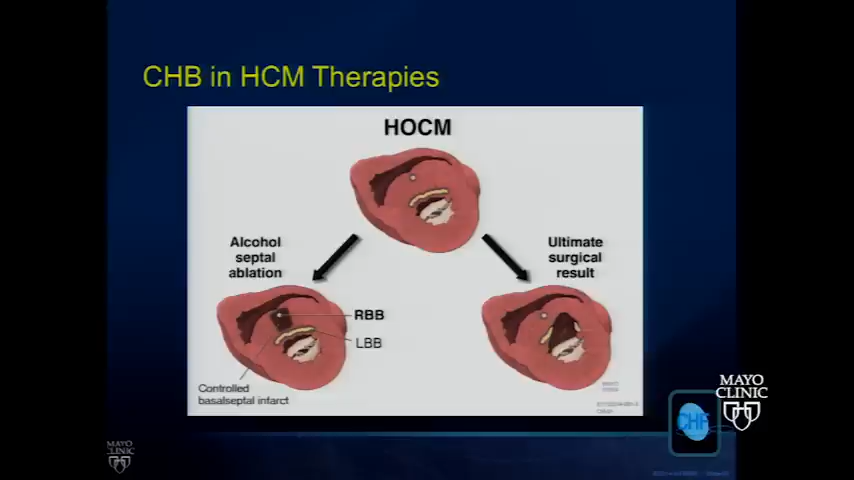 CHB in HCM Therapies
HOCM
Alcohol
septal
ablation
Ultimate
surgical
result
RBB
LBB
Controlled
basalseptal infarct
MAYO
CLINIC
CHF
MAYO
CLINIC